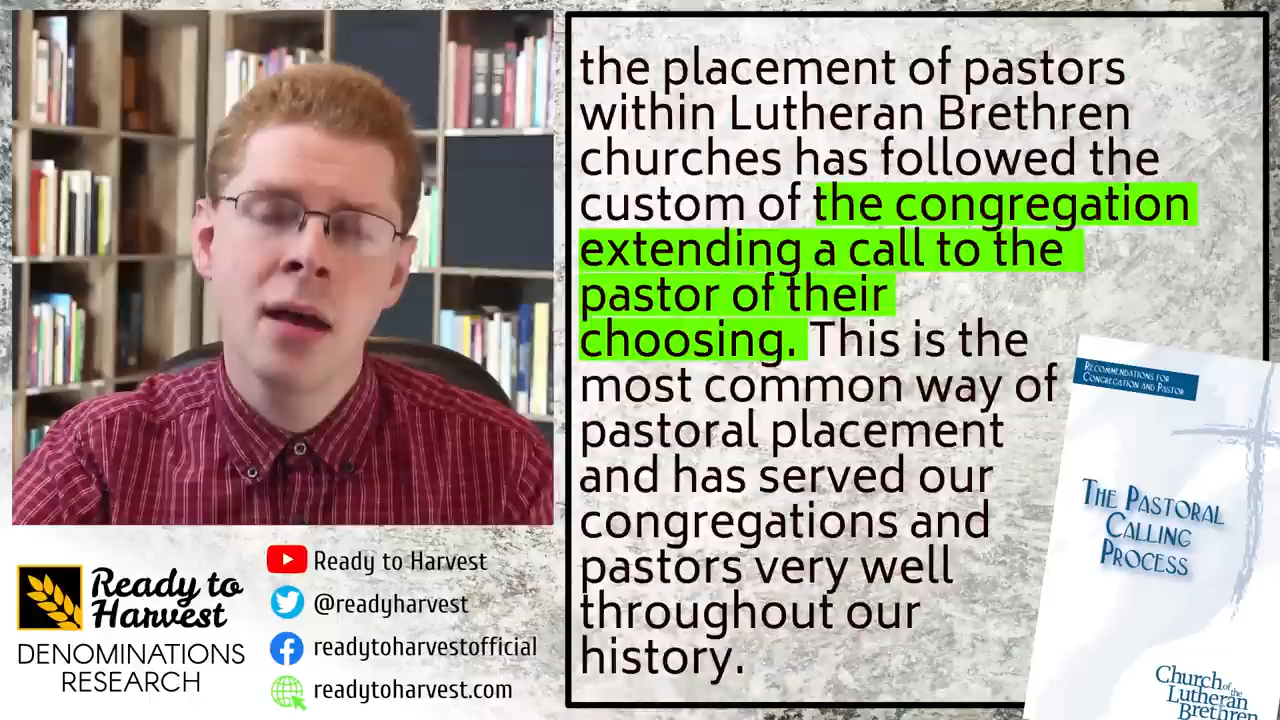 the placement of pastors
within Lutheran Brethren
churches has followed the
custom of the congregation
extending a call to the
pastor of their
choosing. This is the
most common way of
pastoral placement
and has served our
congregations and
pastors very well
throughout our
history.
Recommendations for
Congregation and Pastor
The Pastoral
Calling
Process
Church of the
Lutheran
Brethren
Ready to
Harvest
DENOMINATIONS
RESEARCH
Ready to Harvest
@readyharvest
readytoharvestofficial
readytoharvest.com